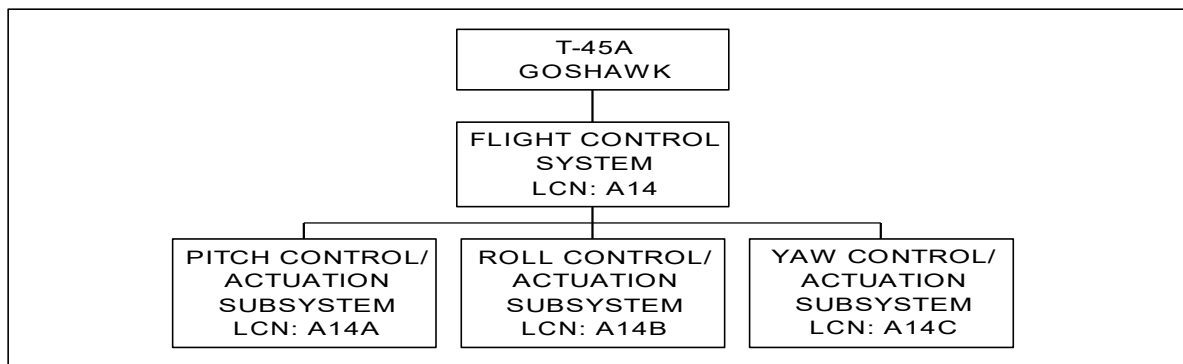 T-45A
GOSHAWK
FLIGHT CONTROL
SYSTEM
LCN: A14
PITCH CONTROL/
ACTUATION
SUBSYSTEM
LCN: A14A
ROLL CONTROL/
ACTUATION
SUBSYSTEM
LCN: A14B
YAW CONTROL/
ACTUATION
SUBSYSTEM
LCN: A14C